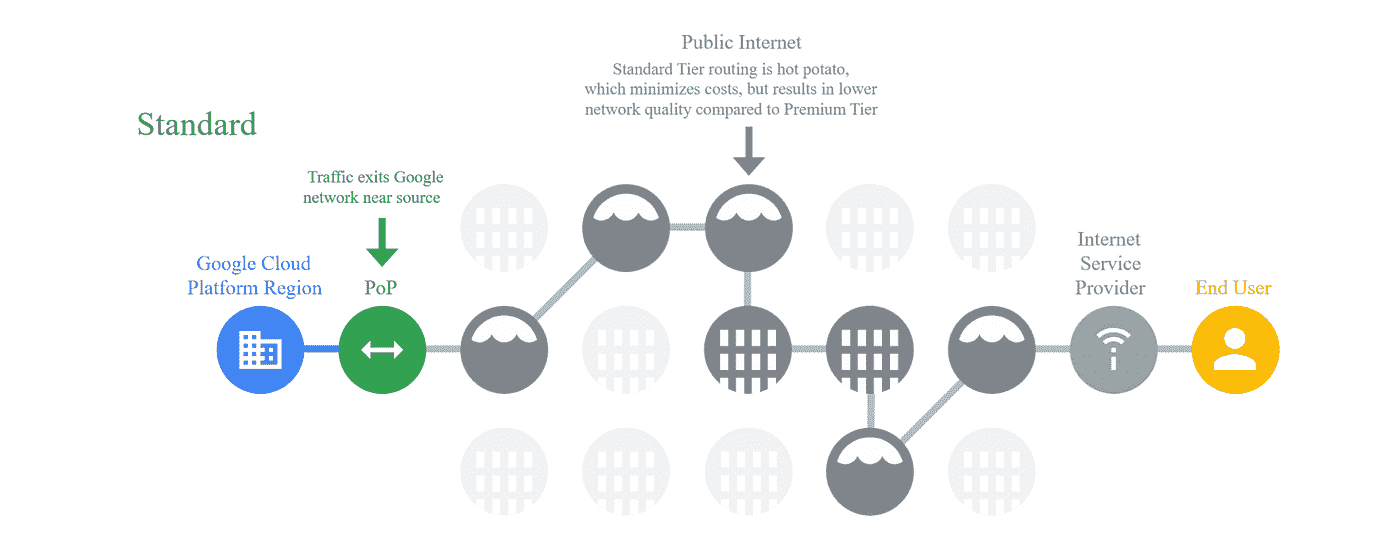 Public Internet
Standard Tier routing is hot potato,
which minimizes costs, but results in lower
network quality compared to Premium Tier
Standard
Traffic exits Google
network near source
Google Cloud
Platform Region
PoP
Internet
Service
Provider
End User